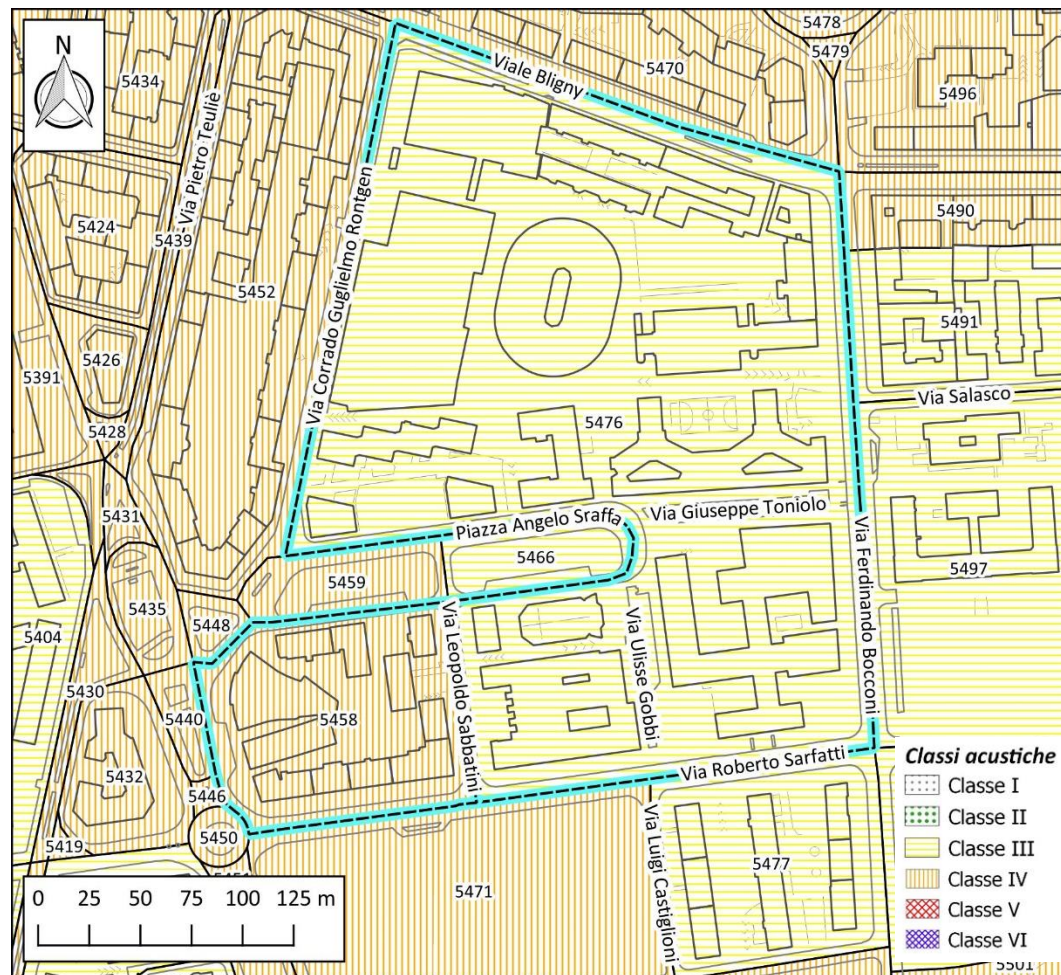 N
5434
Via Pietro Teuliè
5424
5439
5452
5426
5391
5428
5431
5435
5404
5448
5430
5440
5432
5446
5450
5419
Viale Bligny
5470
5478
5479
5496
5490
5491
Via Corrado Guglielmo Rontgen
Via Salasco
5476
Piazza Angelo Sraffa
Via Giuseppe Toniolo
5466
5459
5497
Via Leopoldo Sabbatini
Via Ulisse Gobbi
Via Ferdinando Bocconi
5458
Via Roberto Sarfatti
Via Luigi Castiglioni
5471
5477
0 25 50 75 100 125 m
Classi acustiche
Classe I
Classe II
Classe III
Classe IV
Classe V
Classe VI
5501